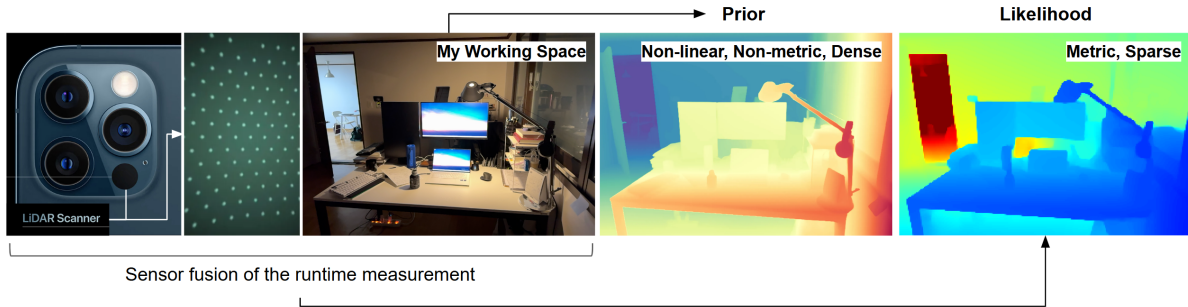 Prior
Likelihood
My Working Space
Non-linear, Non-metric, Dense
Metric, Sparse
LiDAR Scanner
Sensor fusion of the runtime measurement